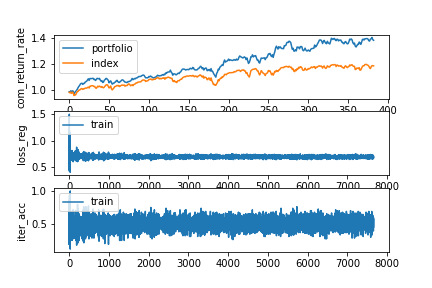 com_return_rate
1.4
1.2
1.0
portfolio
index
0 50 100 150 200 250 300 350 400
loss_reg
1.5
1.0
0.5
train
0 1000 2000 3000 4000 5000 6000 7000 8000
iter_acc
1.0
0.5
train
0 1000 2000 3000 4000 5000 6000 7000 8000